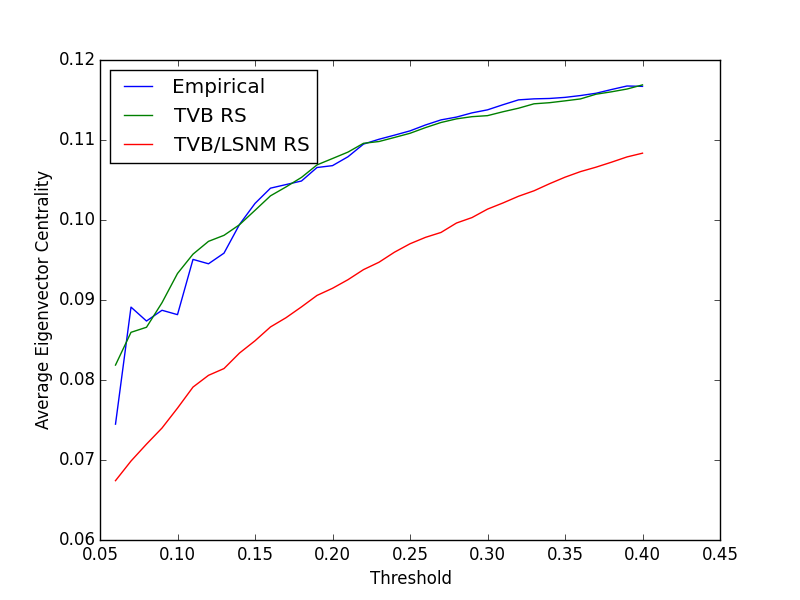 0.12
0.11
0.10
0.09
0.08
0.07
0.06
Average Eigenvector Centrality
Empirical
TVB RS
TVB/LSNM RS
0.05 0.10 0.15 0.20 0.25 0.30 0.35 0.40 0.45
Threshold